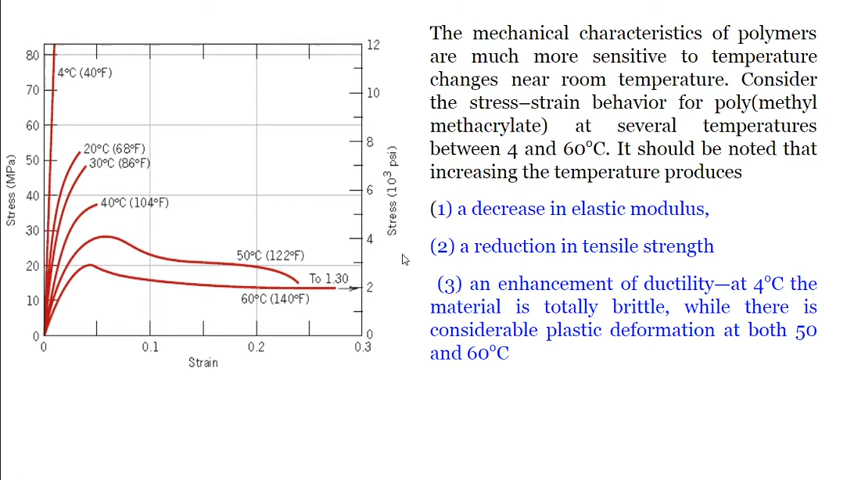 The mechanical characteristics of polymers
are much more sensitive to temperature
changes near room temperature. Consider
the stress–strain behavior for poly(methyl
methacrylate) at several temperatures
between 4 and 60°C. It should be noted that
increasing the temperature produces
(1) a decrease in elastic modulus,
(2) a reduction in tensile strength
(3) an enhancement of ductility—at 4°C the
material is totally brittle, while there is
considerable plastic deformation at both 50
and 60°C
80
70
60
50
40
30
20
10
0
Stress (MPa)
12
10
8
6
4
2
0
Stress (10³ psi)
4°C (40°F)
20°C (68°F)
30°C (86°F)
40°C (104°F)
50°C (122°F)
To 1.30
60°C (140°F)
0 0.1 0.2 0.3
Strain